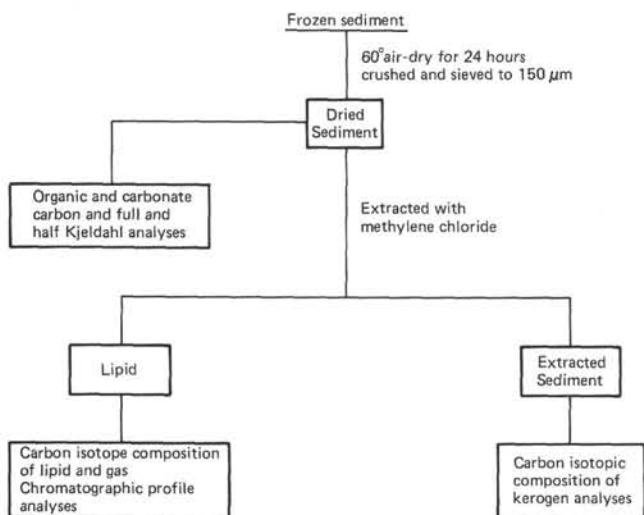 Frozen sediment
60°air-dry for 24 hours
crushed and sieved to 150 μm
Dried
Sediment
Organic and carbonate
carbon and full and
half Kjeldahl analyses
Extracted with
methylene chloride
Lipid
Extracted
Sediment
Carbon isotope composition
of lipid and gas
Chromatographic profile
analyses
Carbon isotopic
composition of
kerogen analyses